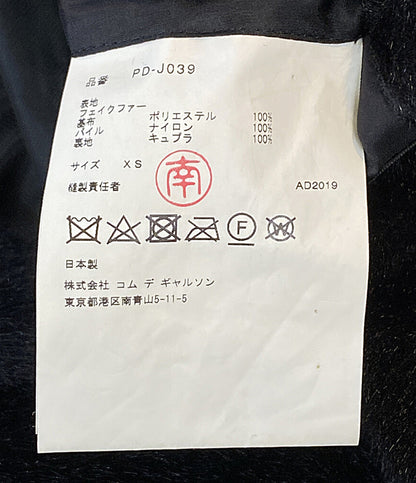 品番 PD-J039
表地
フェイクファー
基布 ポリエステル 100%
パイル ナイロン 100%
裏地 キュプラ 100%
サイズ XS
南
縫製責任者 AD2019
F W
日本製
株式会社 コム デ ギャルソン
東京都港区南青山5-11-5